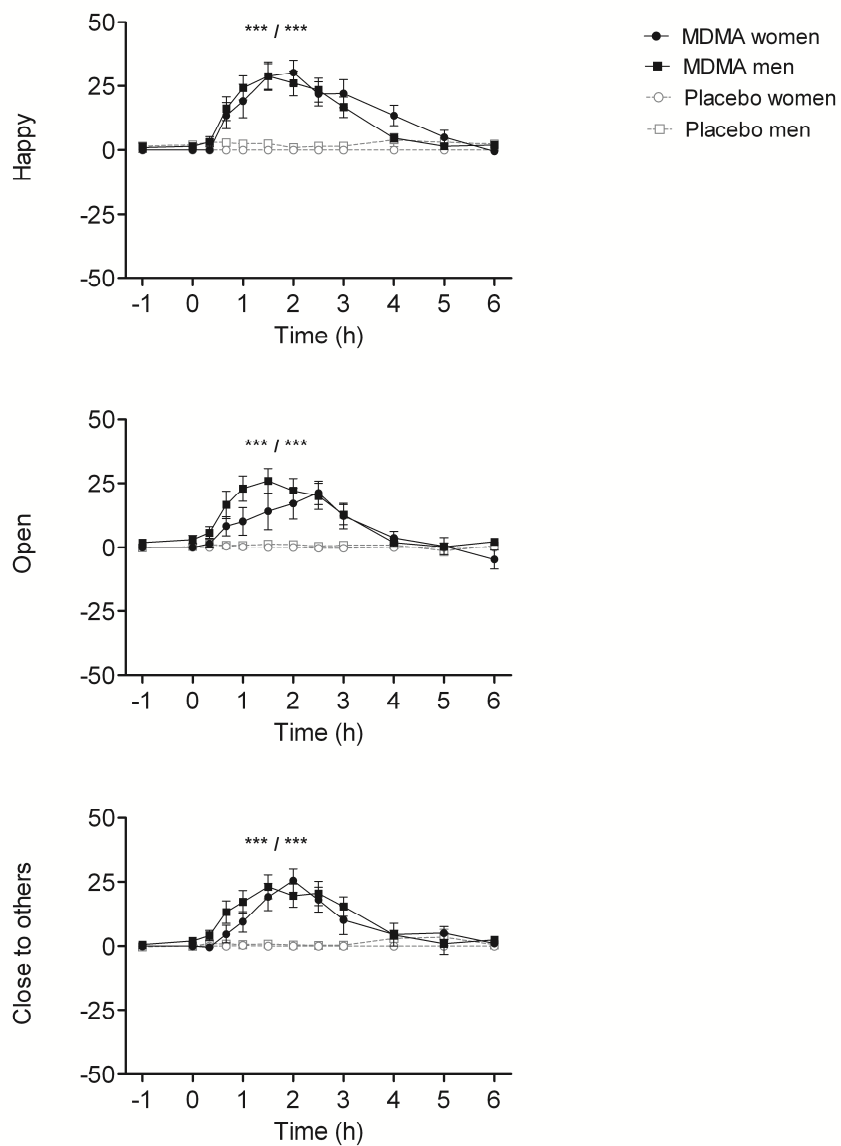 50
*** / ***
25
0
-25
-50
Happy
-1 0 1 2 3 4 5 6
Time (h)
MDMA women
MDMA men
Placebo women
Placebo men
50
*** / ***
25
0
-25
-50
Open
-1 0 1 2 3 4 5 6
Time (h)
50
*** / ***
25
0
-25
-50
Close to others
-1 0 1 2 3 4 5 6
Time (h)